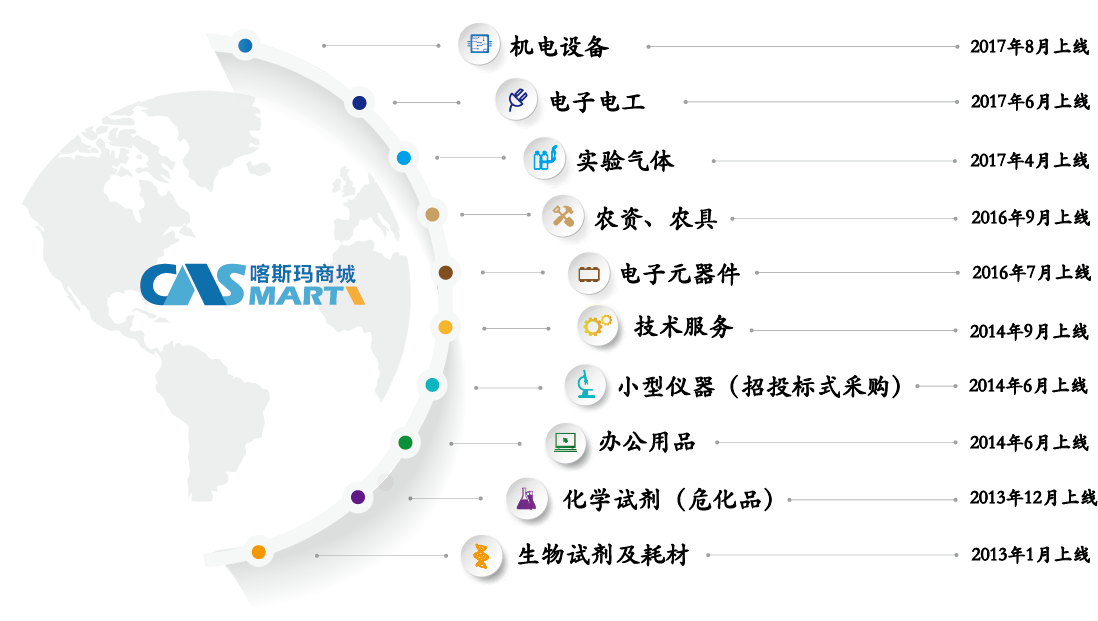 机电设备 2017年8月上线
电子电工 2017年6月上线
实验气体 2017年4月上线
农资、农具 2016年9月上线
电子元器件 2016年7月上线
CAS 喀斯玛商城
MART
技术服务 2014年9月上线
小型仪器（招投标式采购） 2014年6月上线
办公用品 2014年6月上线
化学试剂（危化品） 2013年12月上线
生物试剂及耗材 2013年1月上线